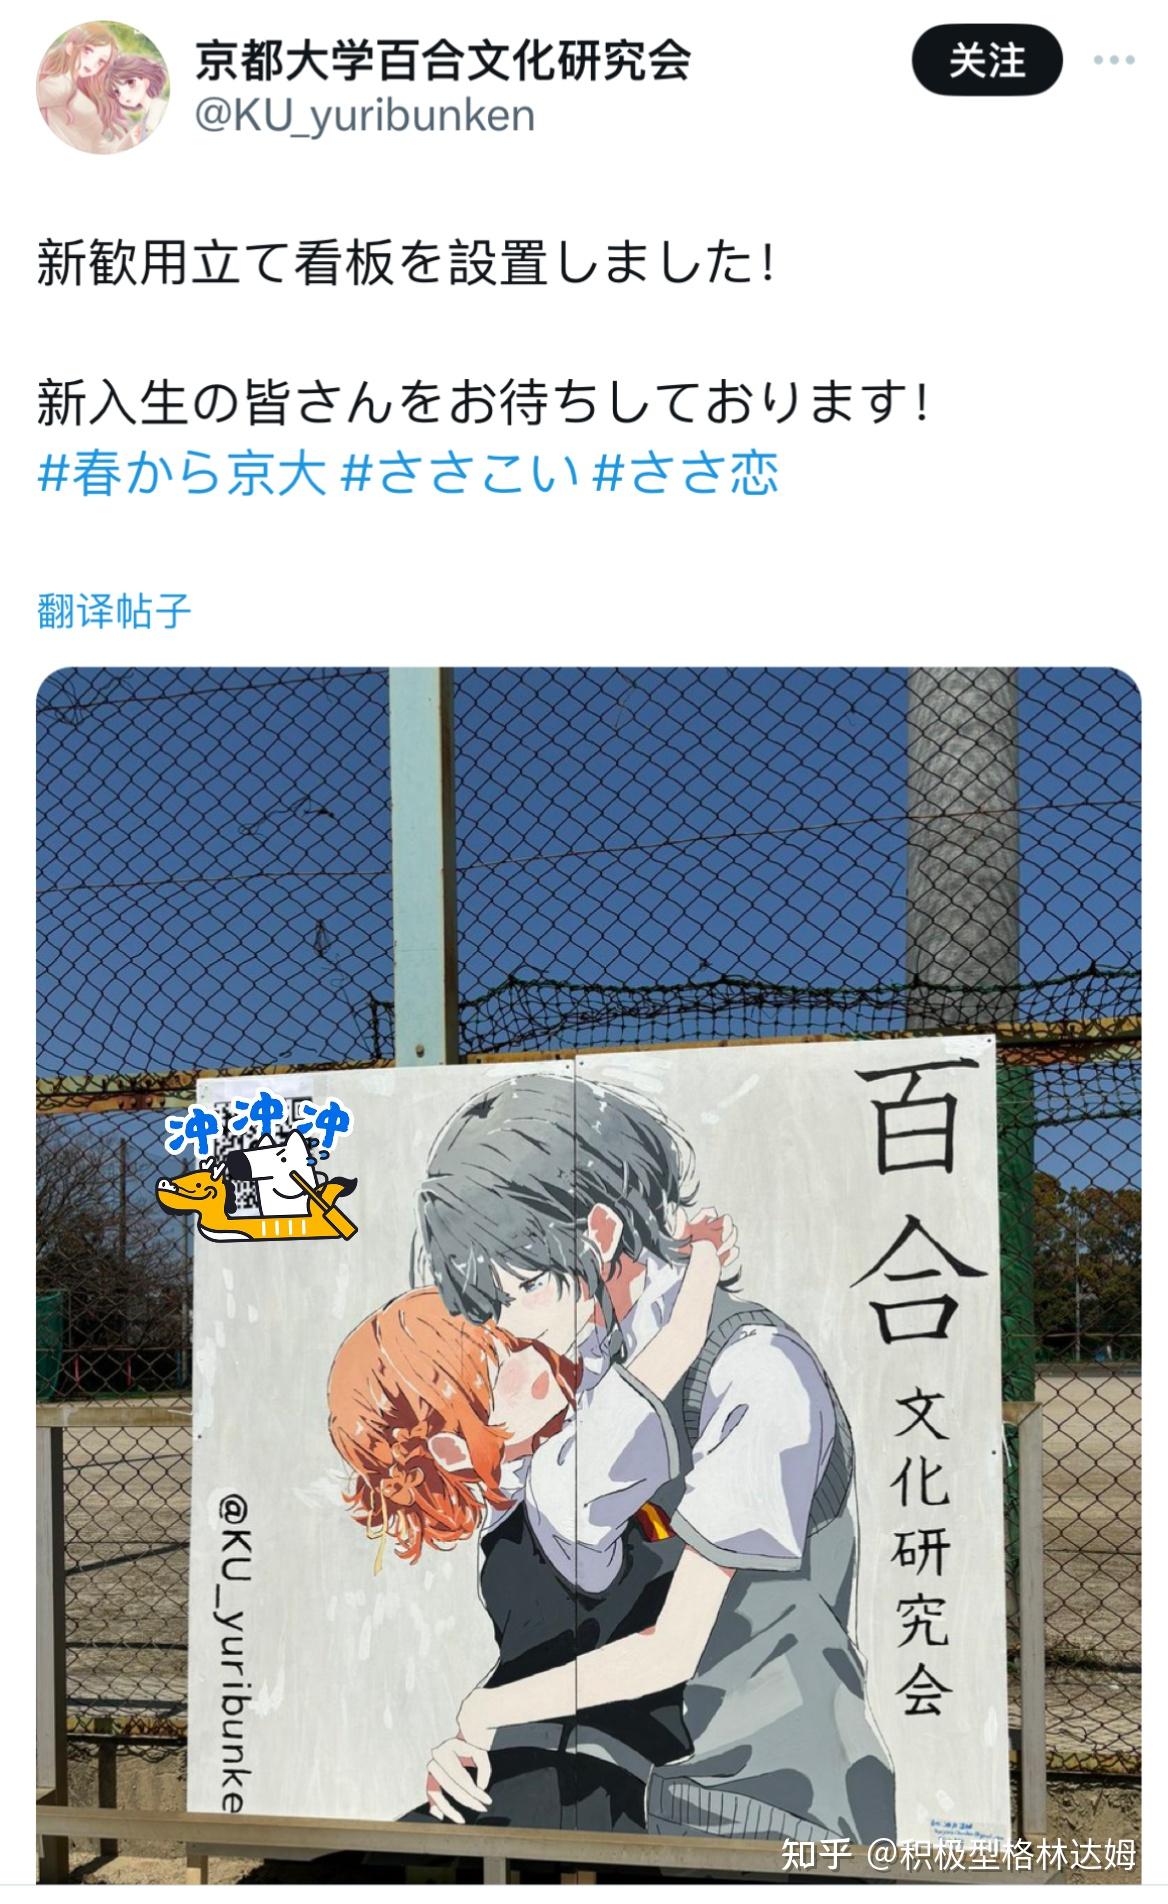 京都大学百合文化研究会
@KU_yuribunken
关注
新歓用立て看板を設置しました!
新入生の皆さんをお待ちしております!
#春から京大 #ささこい #ささ恋
翻译帖子
冲冲冲
百合文化研究会
@KU_yuribunke
知乎 @积极型格林达姆